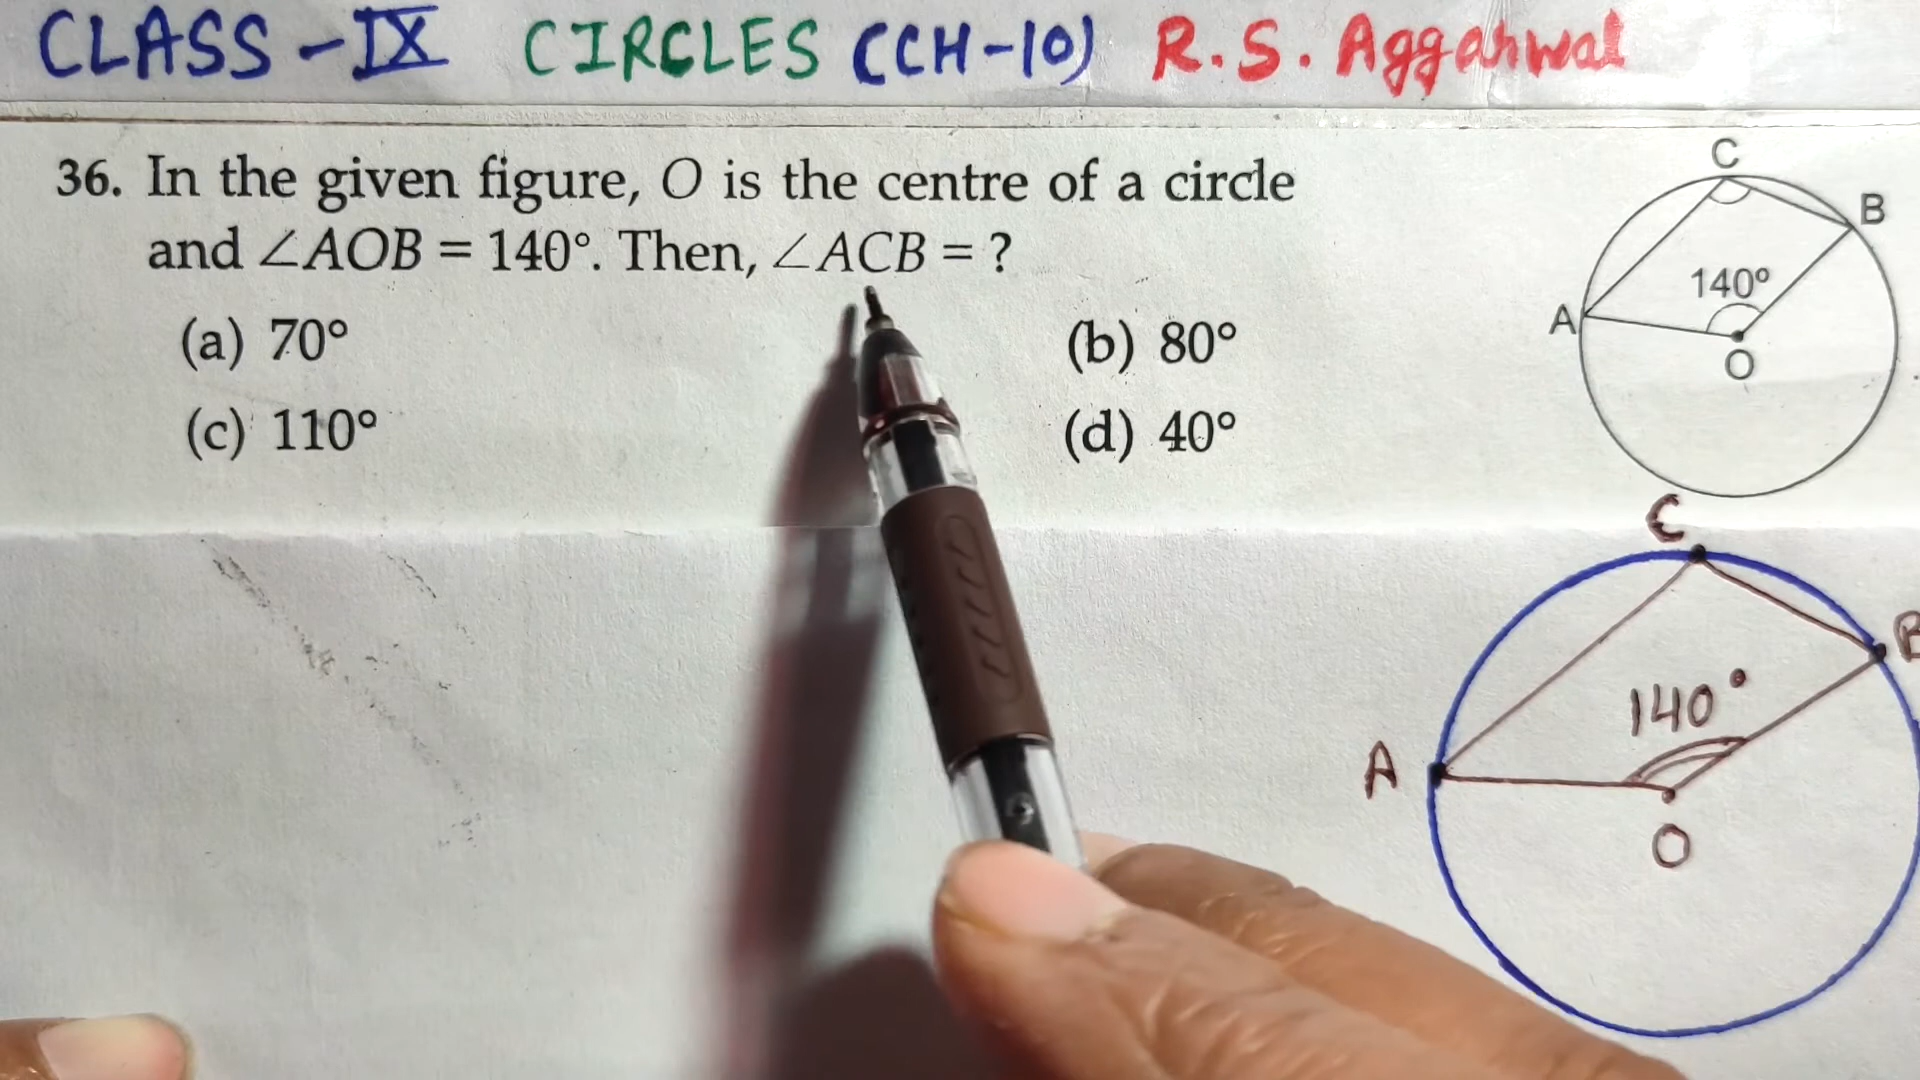 CLASS - IX CIRCLES (CH-10) R.S. Aggarwal
36. In the given figure, O is the centre of a circle
and ∠AOB = 140°. Then, ∠ACB = ?
(a) 70° (b) 80°
(c) 110° (d) 40°
C
B
140°
A
O
C
B
140°
A
O